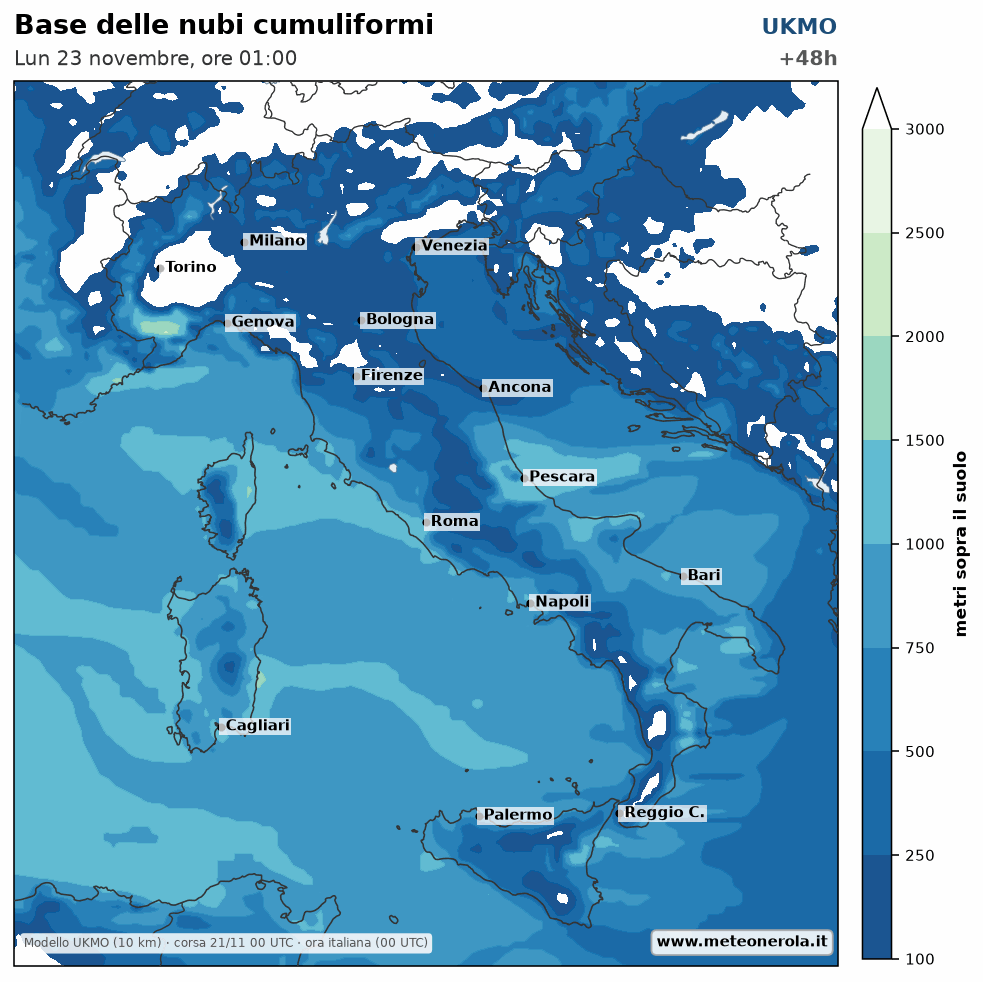 Base delle nubi cumuliformi
UKMO
Lun 23 novembre, ore 01:00
+48h
3000
2500
2000
1500
1000
750
500
250
100
metri sopra il suolo
Milano
Venezia
Torino
Genova
Bologna
Firenze
Ancona
Pescara
Roma
Bari
Napoli
Cagliari
Palermo
Reggio C.
Modello UKMO (10 km) · corsa 21/11 00 UTC · ora italiana (00 UTC)
www.meteonerola.it